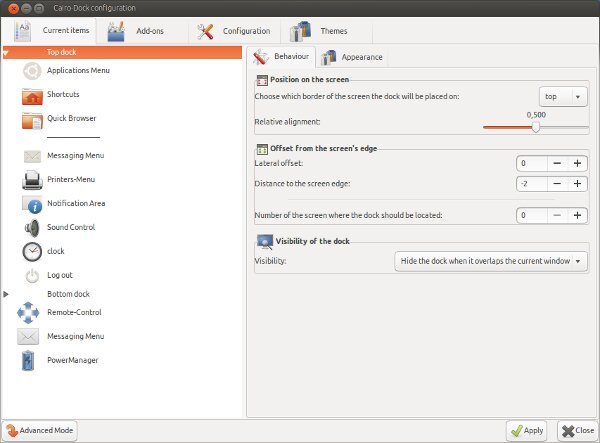 Cairo-Dock configuration
Current items Add-ons Configuration Themes
Top dock
Applications Menu
Shortcuts
Quick Browser
Messaging Menu
Printers-Menu
Notification Area
Sound Control
clock
Log out
Bottom dock
Remote-Control
Messaging Menu
PowerManager
Behaviour Appearance
Position on the screen
Choose which border of the screen the dock will be placed on: top
0,500
Relative alignment:
Offset from the screen's edge
Lateral offset: 0 − +
Distance to the screen edge: -2 − +
Number of the screen where the dock should be located: 0 − +
Visibility of the dock
Visibility: Hide the dock when it overlaps the current window
Advanced Mode Apply Close